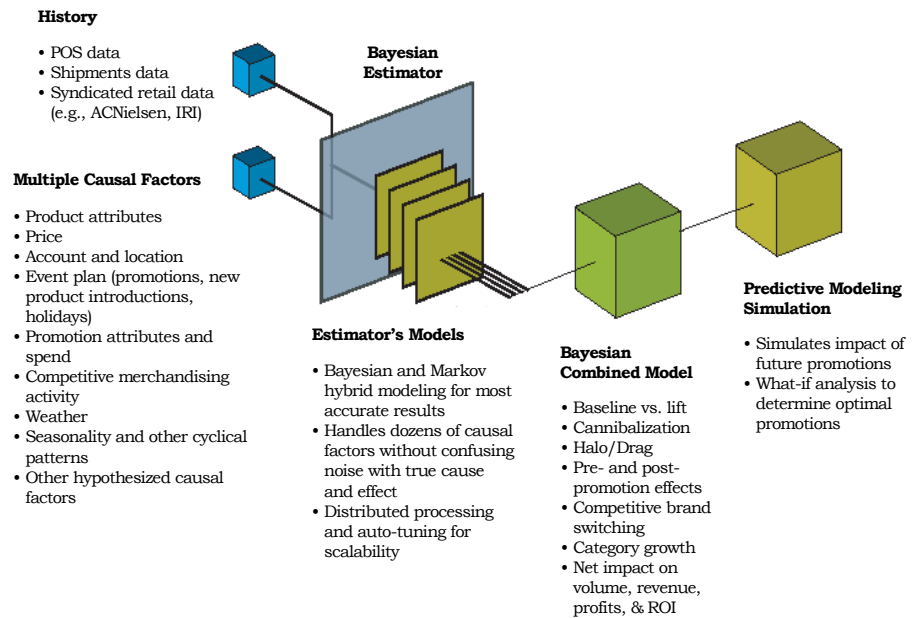 History
• POS data
• Shipments data
• Syndicated retail data
(e.g., ACNielsen, IRI)
Multiple Causal Factors
• Product attributes
• Price
• Account and location
• Event plan (promotions, new
product introductions,
holidays)
• Promotion attributes and
spend
• Competitive merchandising
activity
• Weather
• Seasonality and other cyclical
patterns
• Other hypothesized causal
factors
Bayesian
Estimator
Estimator's Models
• Bayesian and Markov
hybrid modeling for most
accurate results
• Handles dozens of causal
factors without confusing
noise with true cause
and effect
• Distributed processing
and auto-tuning for
scalability
Bayesian
Combined Model
• Baseline vs. lift
• Cannibalization
• Halo/Drag
• Pre- and post-
promotion effects
• Competitive brand
switching
• Category growth
• Net impact on
volume, revenue,
profits, & ROI
Predictive Modeling
Simulation
• Simulates impact of
future promotions
• What-if analysis to
determine optimal
promotions